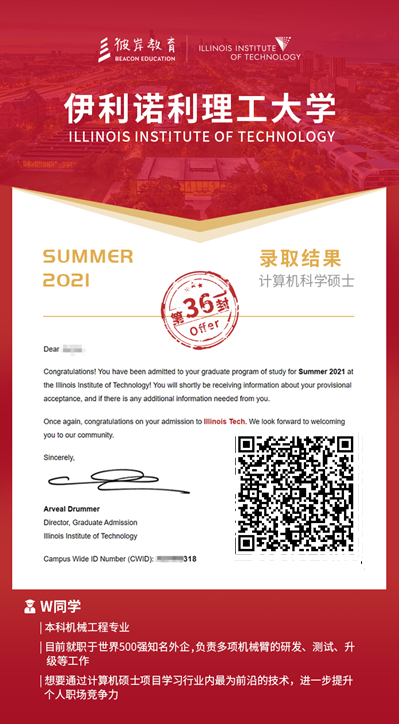 彼岸教育
BEACON EDUCATION
ILLINOIS INSTITUTE
OF TECHNOLOGY
伊利诺利理工大学
ILLINOIS INSTITUTE OF TECHNOLOGY
SUMMER
2021
录取结果
计算机科学硕士
第36封
Offer
Dear
Congratulations! You have been admitted to your graduate program of study for Summer 2021 at
the Illinois Institute of Technology! You will shortly be receiving information about your provisional
acceptance, and if there is any additional information needed from you.
Once again, congratulations on your admission to Illinois Tech. We look forward to welcoming
you to our community.
Sincerely,
Arveal Drummer
Director, Graduate Admission
Illinois Institute of Technology
Campus Wide ID Number (CWID): 318
W同学
本科机械工程专业
目前就职于世界500强知名外企,负责多项机械臂的研发、测试、升
级等工作
想要通过计算机硕士项目学习行业内最为前沿的技术，进一步提升
个人职场竞争力